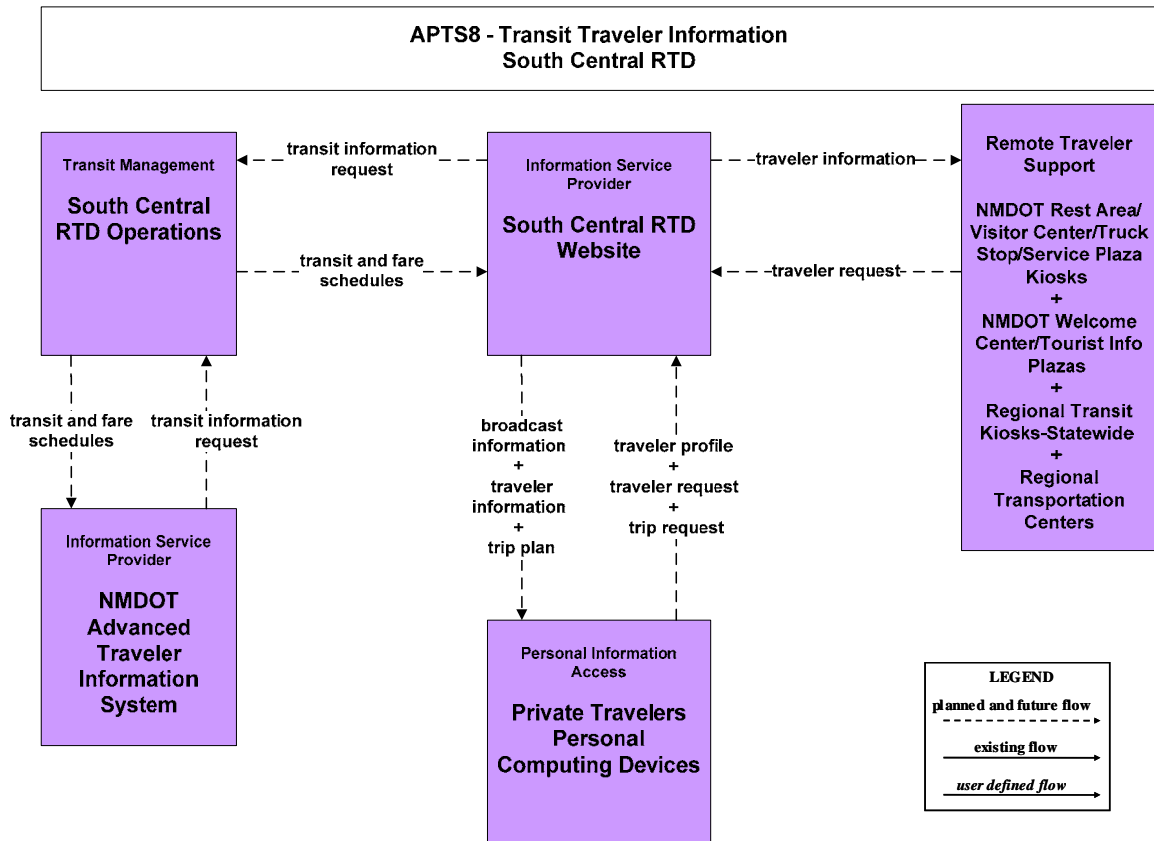 APTS8 - Transit Traveler Information
South Central RTD
Transit Management
South Central
RTD Operations
transit information
request
transit and fare
schedules
Information Service
Provider
South Central RTD
Website
traveler information
traveler request
Remote Traveler
Support
NMDOT Rest Area/
Visitor Center/Truck
Stop/Service Plaza
Kiosks
+
NMDOT Welcome
Center/Tourist Info
Plazas
+
Regional Transit
Kiosks-Statewide
+
Regional
Transportation
Centers
transit and fare
schedules
transit information
request
broadcast
information
+
traveler
information
+
trip plan
traveler profile
+
traveler request
+
trip request
Information Service
Provider
NMDOT
Advanced
Traveler
Information
System
Personal Information
Access
Private Travelers
Personal
Computing Devices
LEGEND
planned and future flow
existing flow
user defined flow